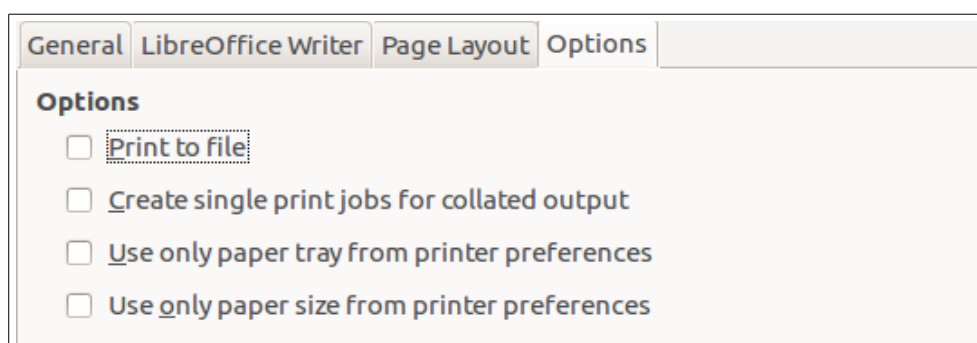 General LibreOffice Writer Page Layout Options
Options
Print to file
Create single print jobs for collated output
Use only paper tray from printer preferences
Use only paper size from printer preferences